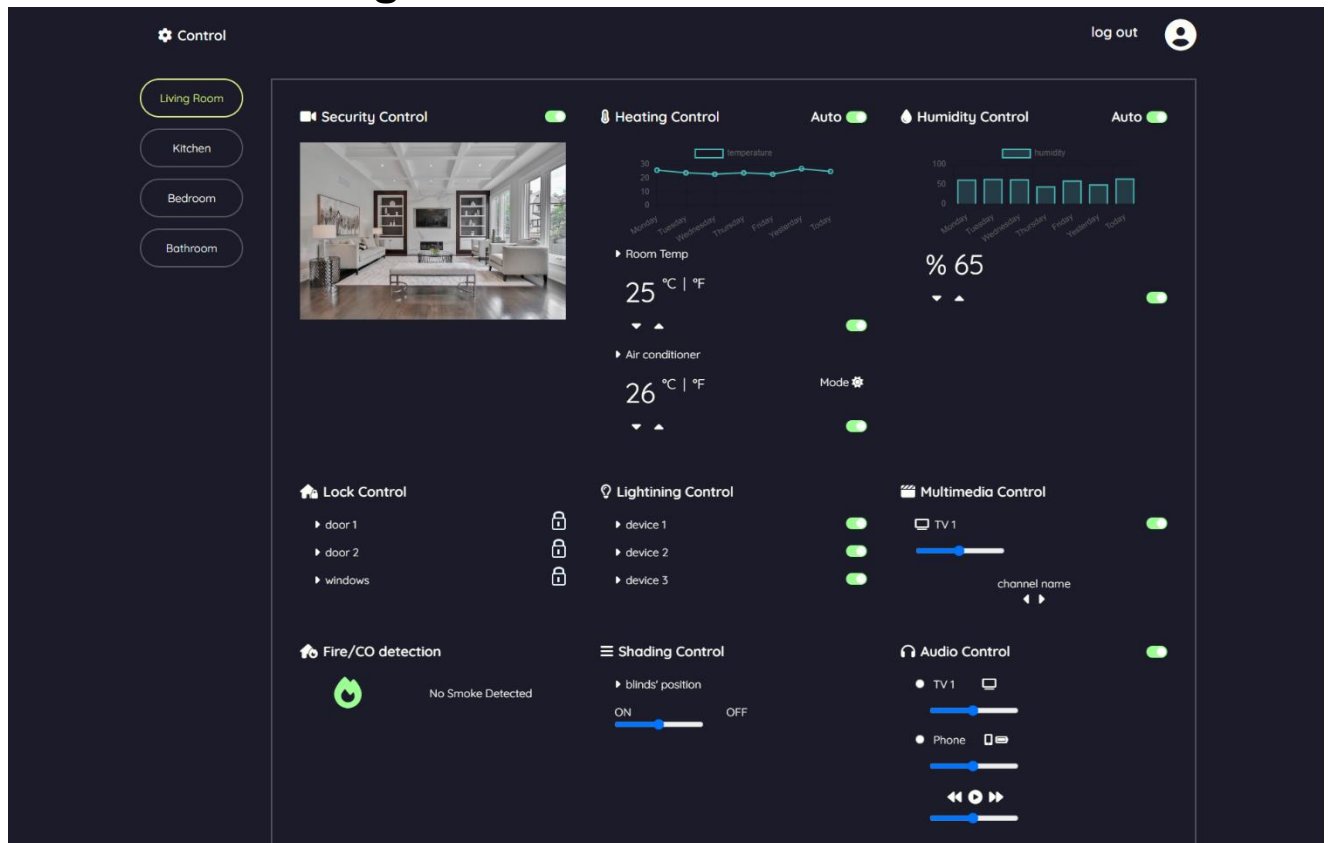 Control
log out
Living Room
Kitchen
Bedroom
Bathroom
Security Control
Heating Control Auto
temperature
30
20
10
0
Monday Tuesday Wednesday Thursday Friday Yesterday Today
Room Temp
25 °C | °F
Air conditioner
26 °C | °F
Mode
Humidity Control Auto
humidity
100
50
0
Monday Tuesday Wednesday Thursday Friday Yesterday Today
% 65
Lock Control
door 1
door 2
windows
Lightining Control
device 1
device 2
device 3
Multimedia Control
TV 1
channel name
Fire/CO detection
No Smoke Detected
Shading Control
blinds' position
ON OFF
Audio Control
TV 1
Phone